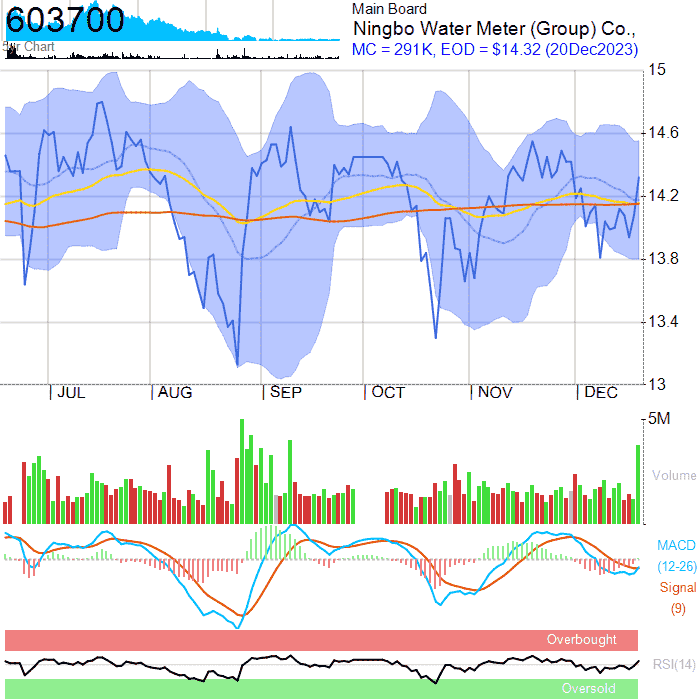 603700
Main Board
Ningbo Water Meter (Group) Co.,
MC = 291K, EOD = $14.32 (20Dec2023)
5yr Chart
15
14.6
14.2
13.8
13.4
13
JUL AUG SEP OCT NOV DEC
5M
Volume
MACD
(12-26)
Signal
(9)
Overbought
RSI(14)
Oversold